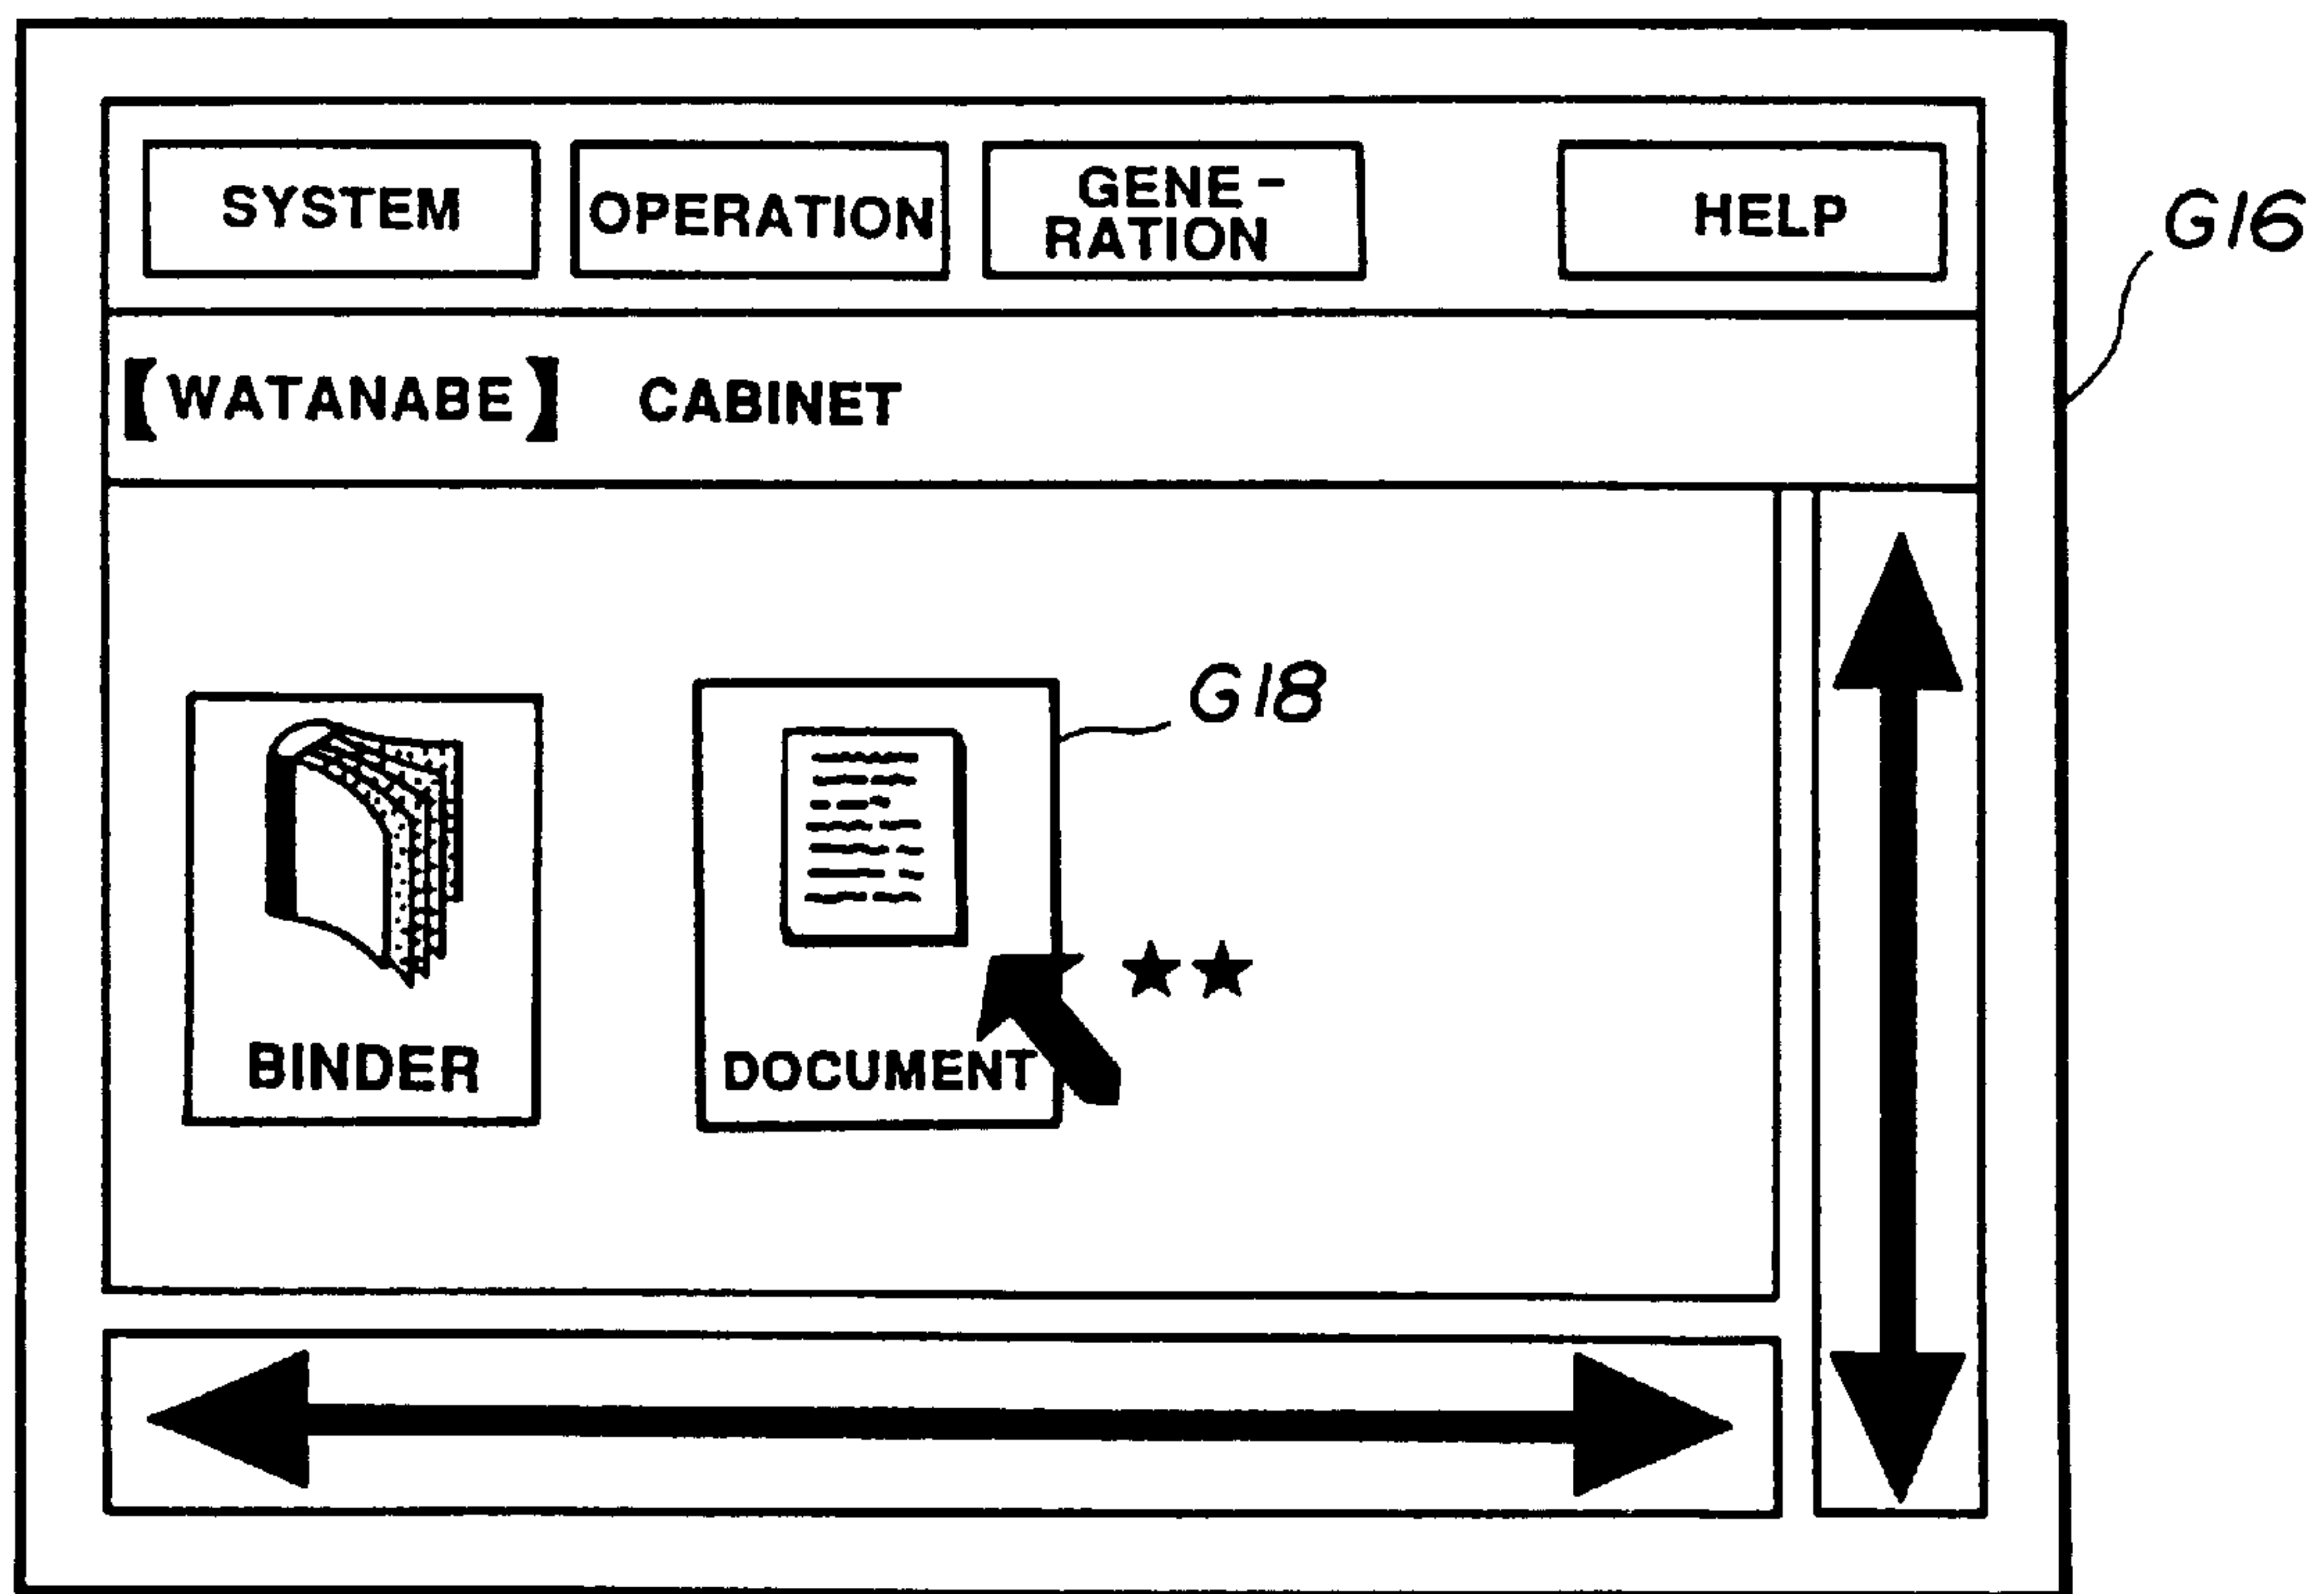 SYSTEM
OPERATION
GENE-
RATION
HELP
G16
【WATANABE】 CABINET
G18
★★
BINDER
DOCUMENT